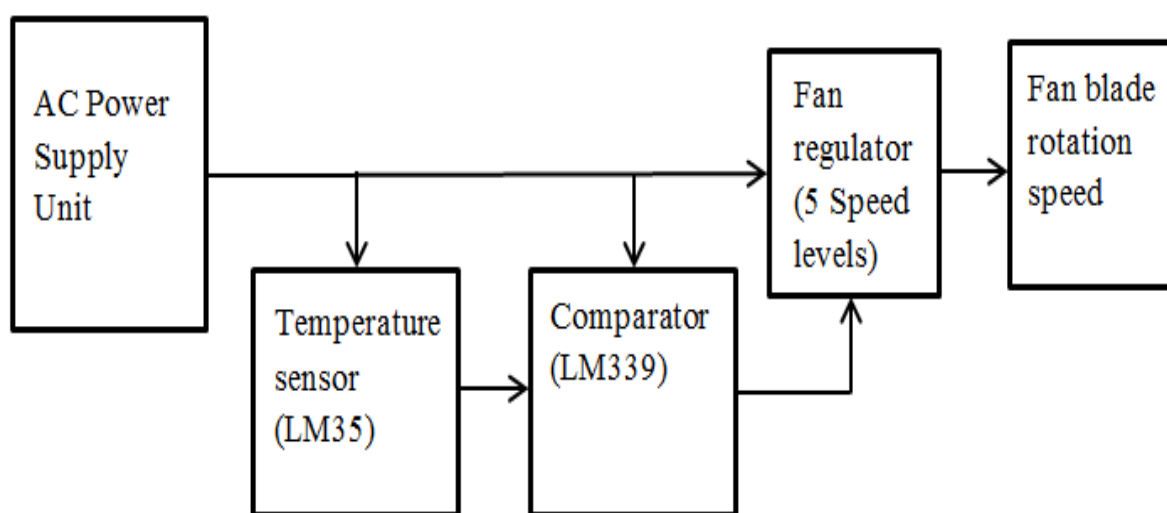 AC Power
Supply
Unit
Fan
regulator
(5 Speed
levels)
Fan blade
rotation
speed
Temperature
sensor
(LM35)
Comparator
(LM339)